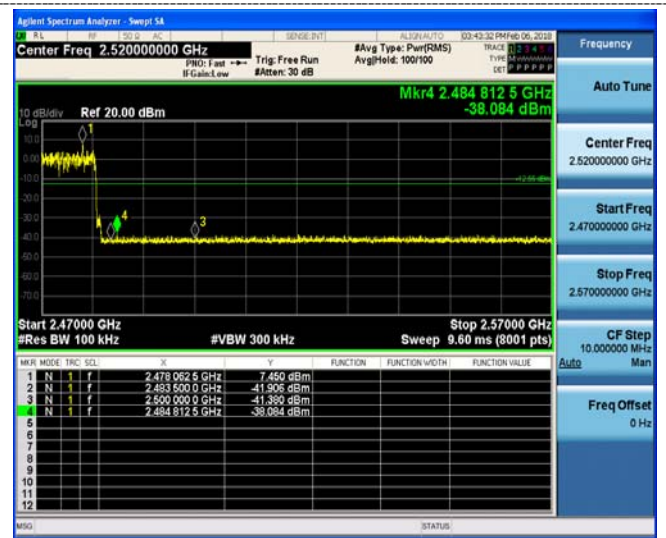 Agilent Spectrum Analyzer - Swept SA
RL RF 50 Ω AC SENSE:INT ALIGN AUTO 03:43:32 PM Feb 06, 2018
Center Freq 2.520000000 GHz
PNO: Fast Trig: Free Run
IFGain:Low #Atten: 30 dB
#Avg Type: Pwr(RMS)
Avg|Hold: 100/100
TRACE 1 2 3 4 5 6
TYPE
DET P P P P P P
Frequency
Mkr4 2.484 812 5 GHz
-38.084 dBm
10 dB/div Ref 20.00 dBm
Log
10.0
0.00
-10.0
-20.0
-30.0
-40.0
-50.0
-60.0
-70.0
1
4
3
Start 2.47000 GHz Stop 2.57000 GHz
#Res BW 100 kHz #VBW 300 kHz Sweep 9.60 ms (8001 pts)
MKR MODE TRC SCL X Y FUNCTION FUNCTION WIDTH FUNCTION VALUE
1 N 1 f 2.478 062 5 GHz 7.450 dBm
2 N 1 f 2.483 500 0 GHz -41.906 dBm
3 N 1 f 2.500 000 0 GHz -41.380 dBm
4 N 1 f 2.484 812 5 GHz -38.084 dBm
5
6
7
8
9
10
11
12
MSG STATUS
Auto Tune
Center Freq
2.520000000 GHz
Start Freq
2.470000000 GHz
Stop Freq
2.570000000 GHz
CF Step
10.000000 MHz
Auto Man
Freq Offset
0 Hz